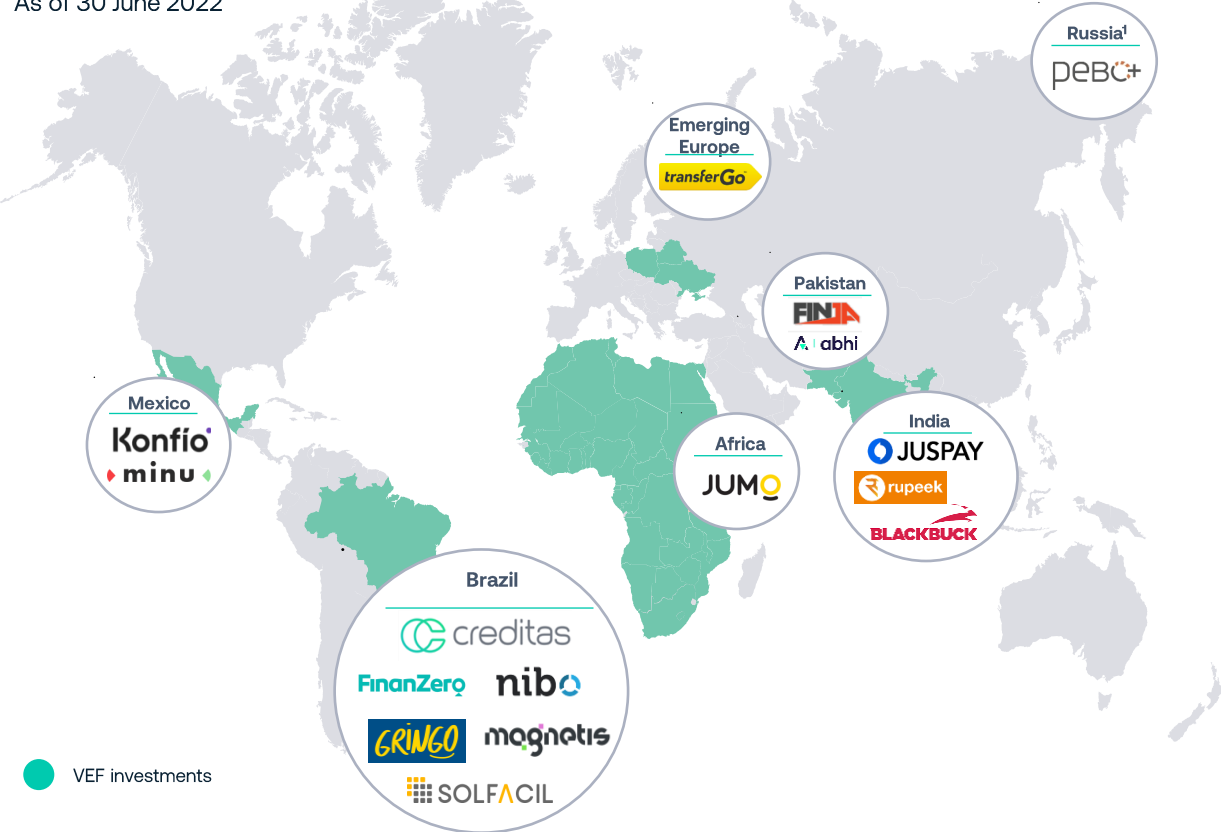 As of 30 June 2022
Russia¹
РЕВО+
Emerging
Europe
transferGo
Pakistan
FINJA
abhi
Mexico
Konfío
minu
Africa
JUMO
India
JUSPAY
rupeek
BLACKBUCK
Brazil
creditas
FinanZero
nibo
GRINGO
magnetis
SOLFACIL
VEF investments